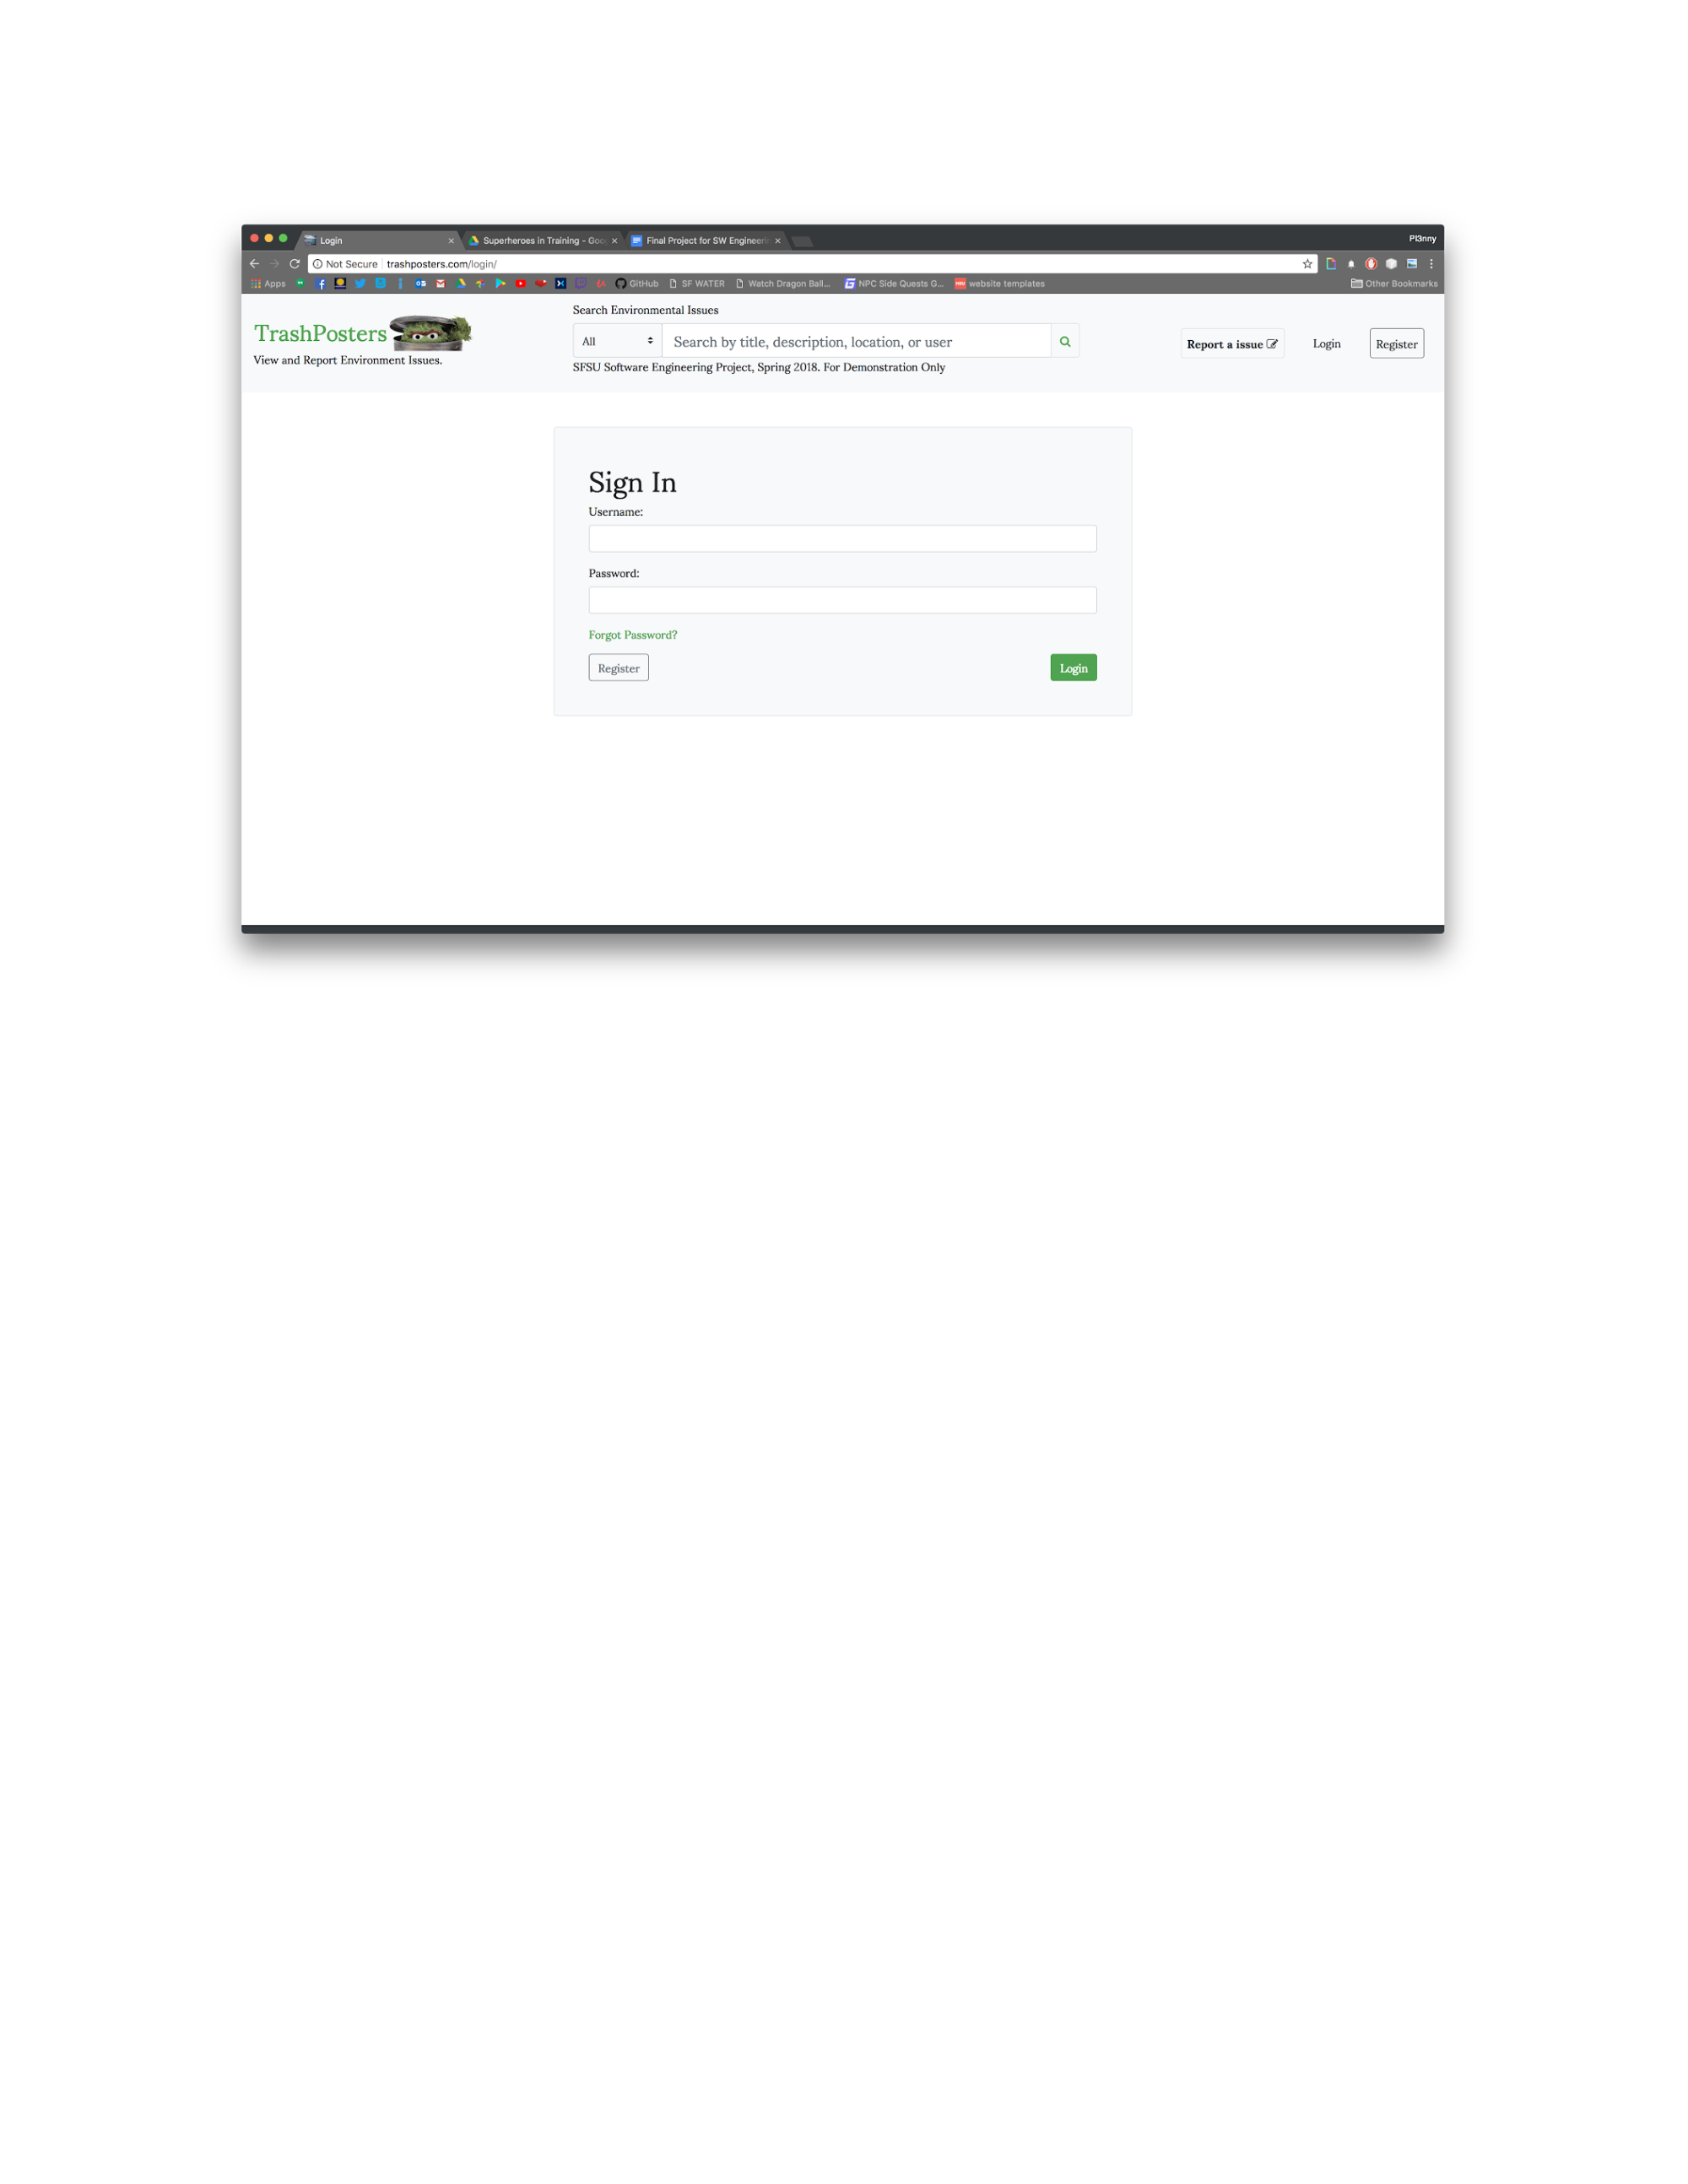 Login
Superheroes in Training - Goo
Final Project for SW Engineerin
Pl3nny
Not Secure
trashposters.com/login/
Apps
GitHub
SF WATER
Watch Dragon Ball...
NPC Side Quests G...
website templates
Other Bookmarks
TrashPosters
View and Report Environment Issues.
Search Environmental Issues
All
Search by title, description, location, or user
SFSU Software Engineering Project, Spring 2018. For Demonstration Only
Report a issue
Login
Register
Sign In
Username:
Password:
Forgot Password?
Register
Login